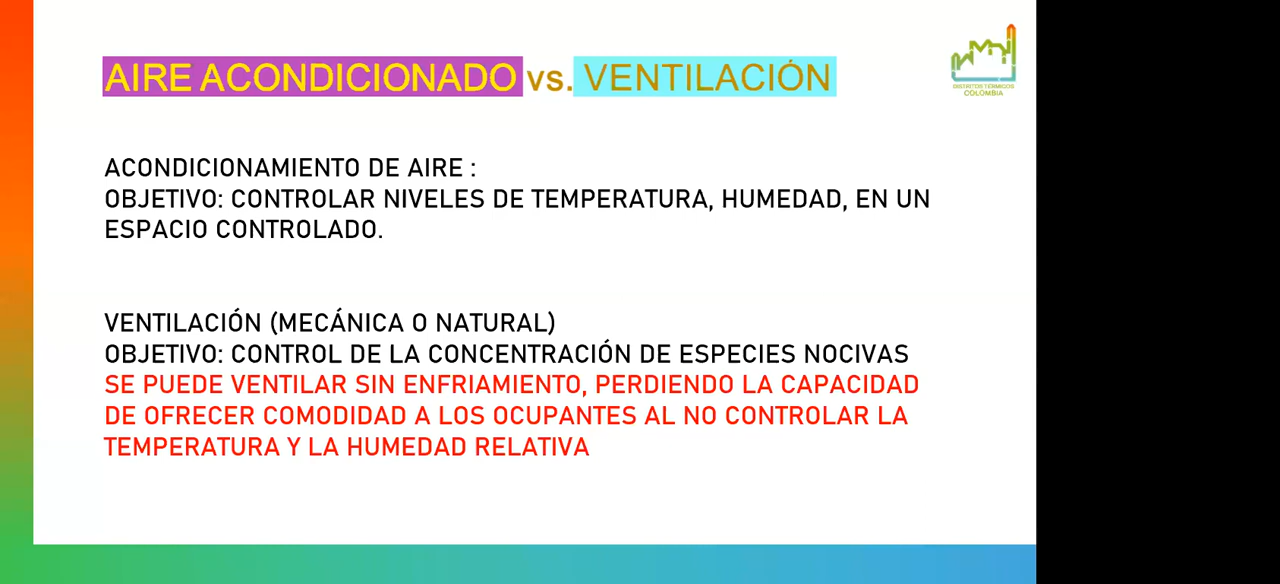 AIRE ACONDICIONADO vs. VENTILACIÓN
DISTRITOS TÉRMICOS
COLOMBIA
ACONDICIONAMIENTO DE AIRE :
OBJETIVO: CONTROLAR NIVELES DE TEMPERATURA, HUMEDAD, EN UN
ESPACIO CONTROLADO.
VENTILACIÓN (MECÁNICA O NATURAL)
OBJETIVO: CONTROL DE LA CONCENTRACIÓN DE ESPECIES NOCIVAS
SE PUEDE VENTILAR SIN ENFRIAMIENTO, PERDIENDO LA CAPACIDAD
DE OFRECER COMODIDAD A LOS OCUPANTES AL NO CONTROLAR LA
TEMPERATURA Y LA HUMEDAD RELATIVA